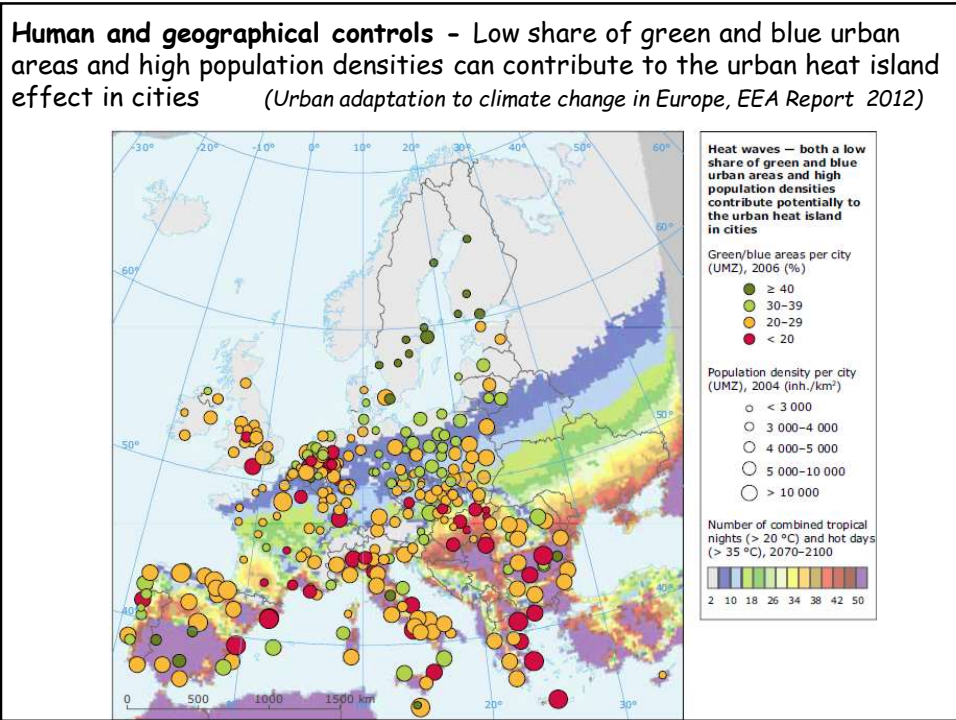 Human and geographical controls - Low share of green and blue urban
areas and high population densities can contribute to the urban heat island
effect in cities (Urban adaptation to climate change in Europe, EEA Report 2012)
-30° -20° -10° 0° 10° 20° 30° 60°
60°
60°
50°
50°
40°
40°
0 500 1000 1500 km
20° 30°
Heat waves — both a low
share of green and blue
urban areas and high
population densities
contribute potentially to
the urban heat island
in cities
Green/blue areas per city
(UMZ), 2006 (%)
≥ 40
30–39
20–29
< 20
Population density per city
(UMZ), 2004 (inh./km²)
< 3 000
3 000–4 000
4 000–5 000
5 000–10 000
> 10 000
Number of combined tropical
nights (> 20 °C) and hot days
(> 35 °C), 2070–2100
2 10 18 26 34 38 42 50